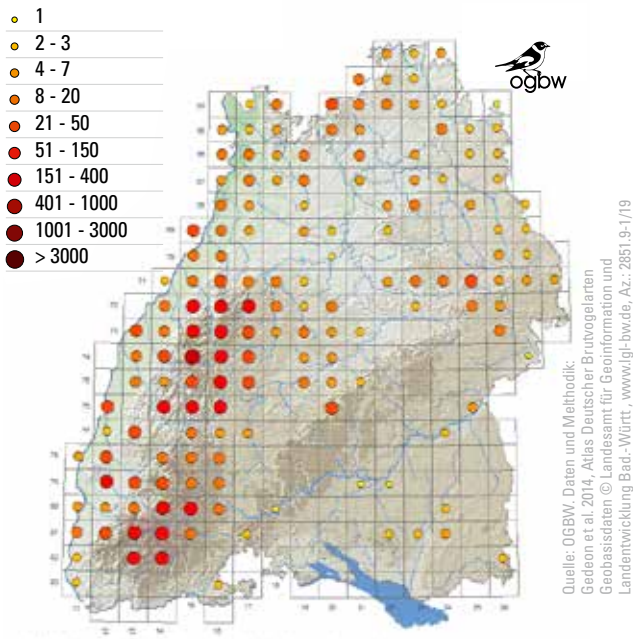 1
2 - 3
4 - 7
8 - 20
21 - 50
51 - 150
151 - 400
401 - 1000
1001 - 3000
> 3000
ogbw
Quelle: OGBW, Daten und Melthodik:
Gedeon et al. 2014, Atlas Deutscher Brutvogelarten
Geobasisdaten © Landesamt für Geoinformation und
Landentwicklung Bad.-Württ , www.lgl-bw.de, Az.: 2851.9-1/19